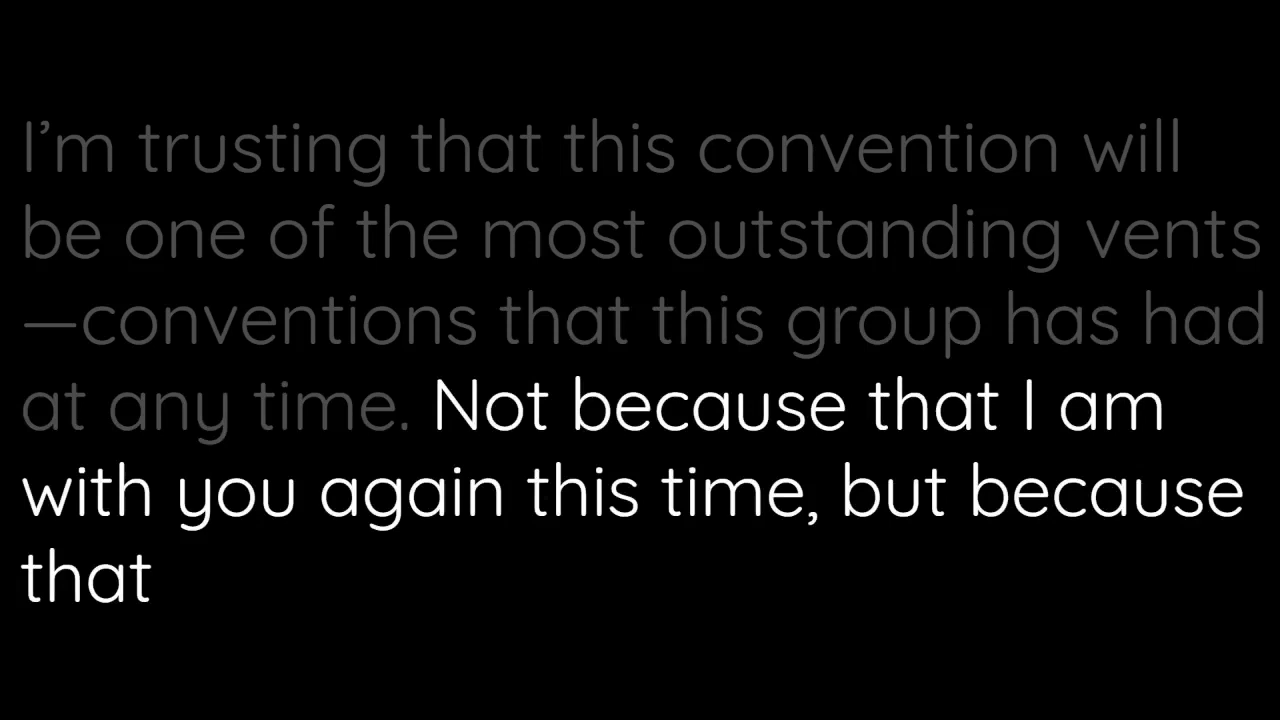 I’m trusting that this convention will
be one of the most outstanding vents
—conventions that this group has had
at any time. Not because that I am
with you again this time, but because
that